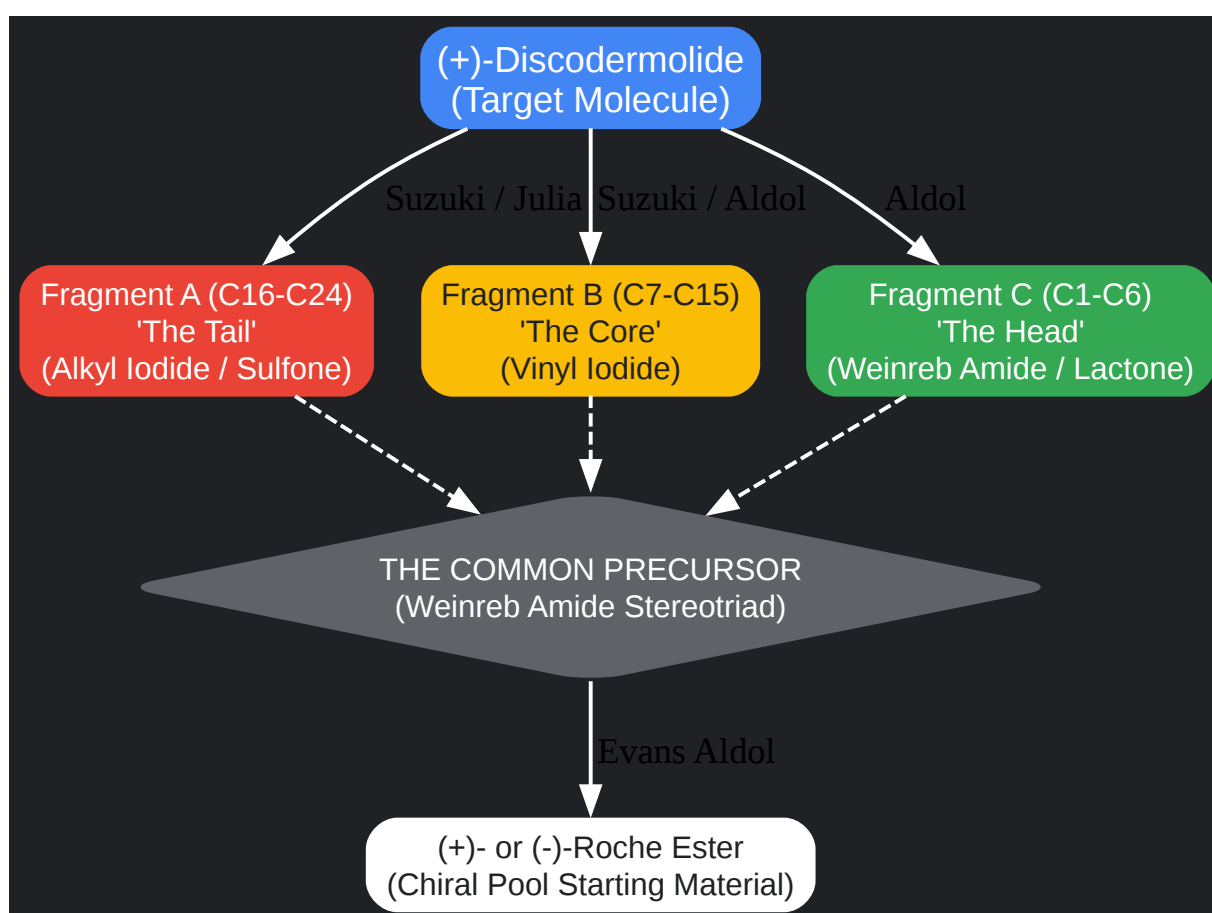 (+)-Discodermolide
(Target Molecule)
Suzuki / Julia
Suzuki / Aldol
Aldol
Fragment A (C16-C24)
'The Tail'
(Alkyl Iodide / Sulfone)
Fragment B (C7-C15)
'The Core'
(Vinyl Iodide)
Fragment C (C1-C6)
'The Head'
(Weinreb Amide / Lactone)
THE COMMON PRECURSOR
(Weinreb Amide Stereotriad)
Evans Aldol
(+)- or (-)-Roche Ester
(Chiral Pool Starting Material)